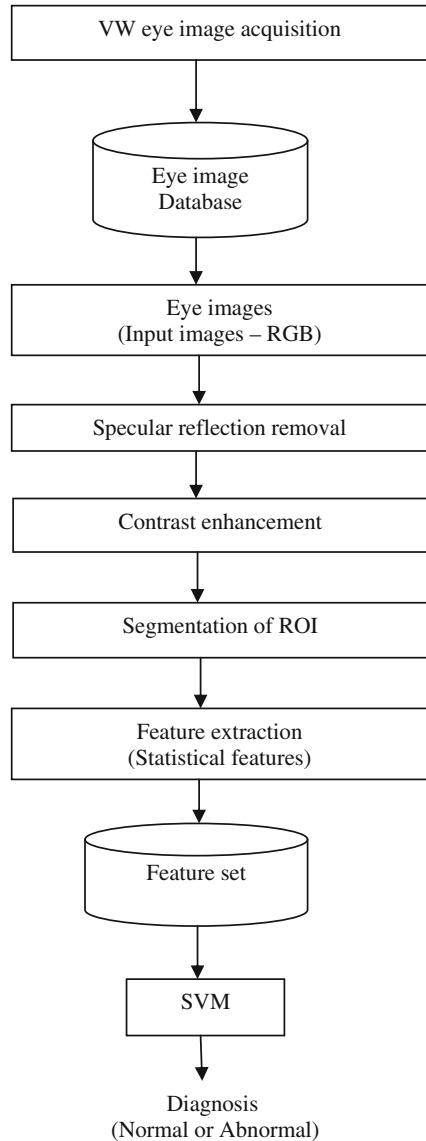 VW eye image acquisition
Eye image
Database
Eye images
(Input images – RGB)
Specular reflection removal
Contrast enhancement
Segmentation of ROI
Feature extraction
(Statistical features)
Feature set
SVM
Diagnosis
(Normal or Abnormal)